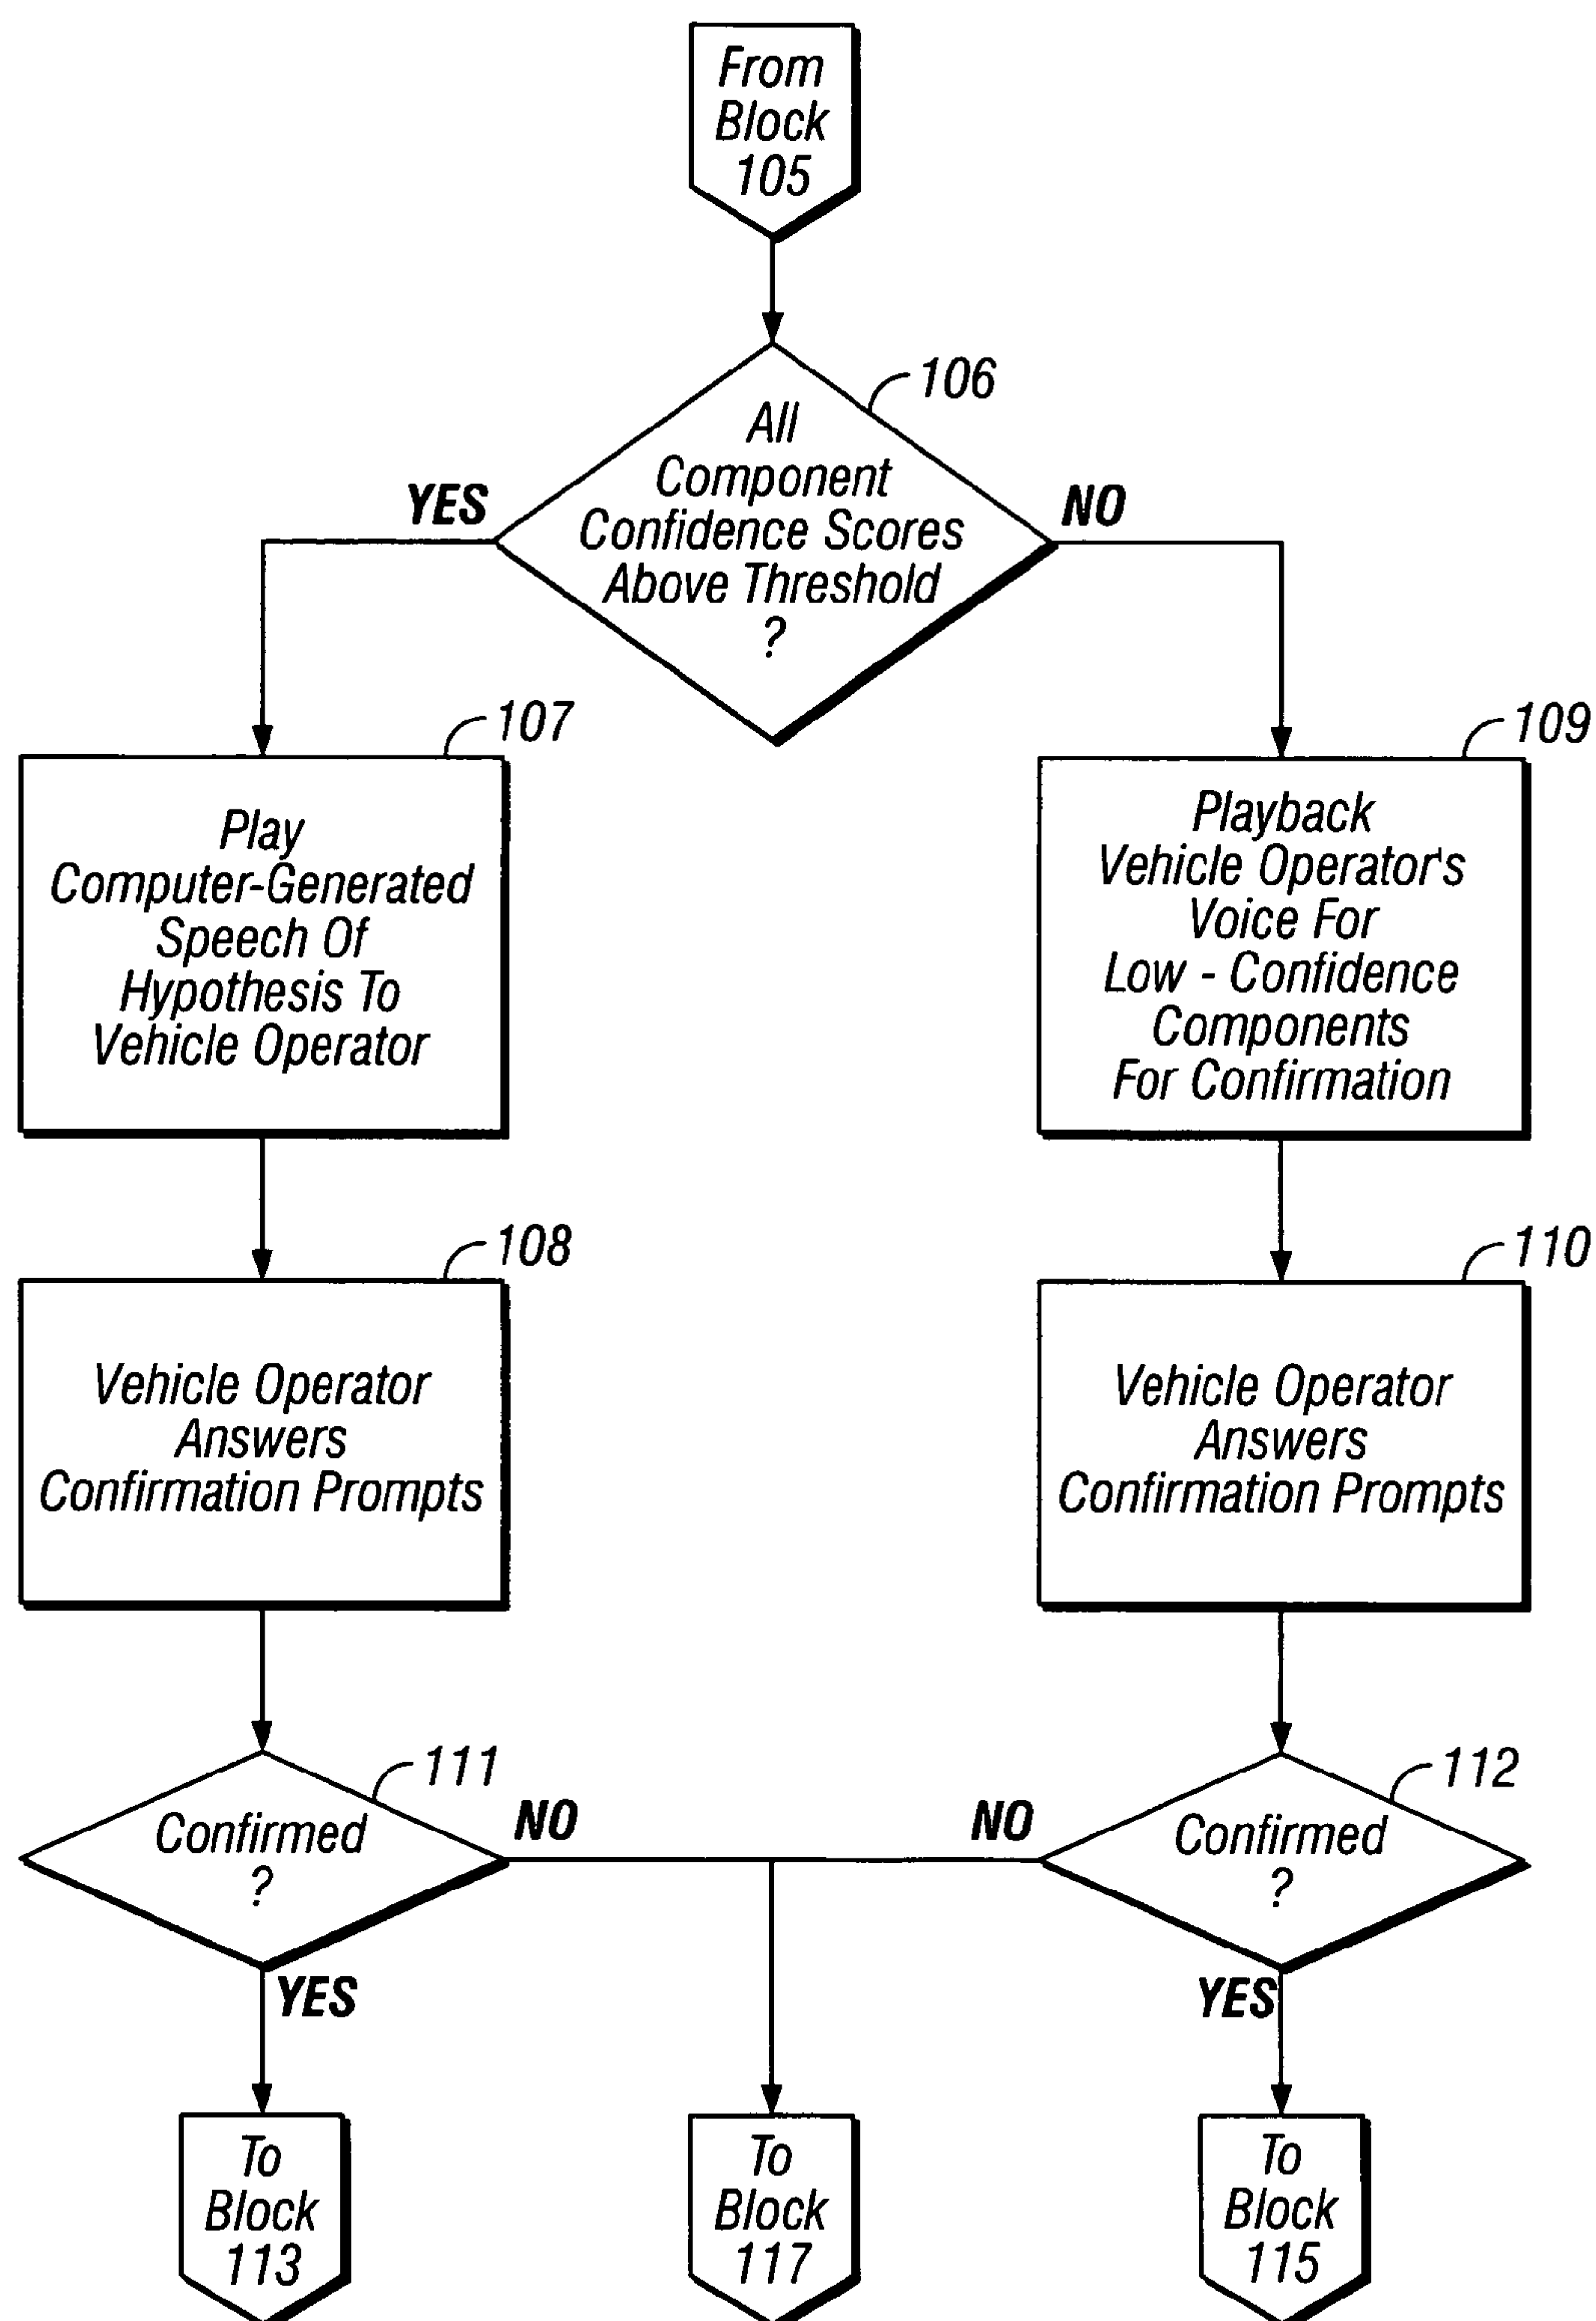 From
Block
105
106
All
Component
Confidence Scores
Above Threshold
?
YES
NO
107
Play
Computer-Generated
Speech Of
Hypothesis To
Vehicle Operator
109
Playback
Vehicle Operator's
Voice For
Low - Confidence
Components
For Confirmation
108
Vehicle Operator
Answers
Confirmation Prompts
110
Vehicle Operator
Answers
Confirmation Prompts
111
Confirmed
?
NO
YES
112
Confirmed
?
NO
YES
To
Block
113
To
Block
117
To
Block
115